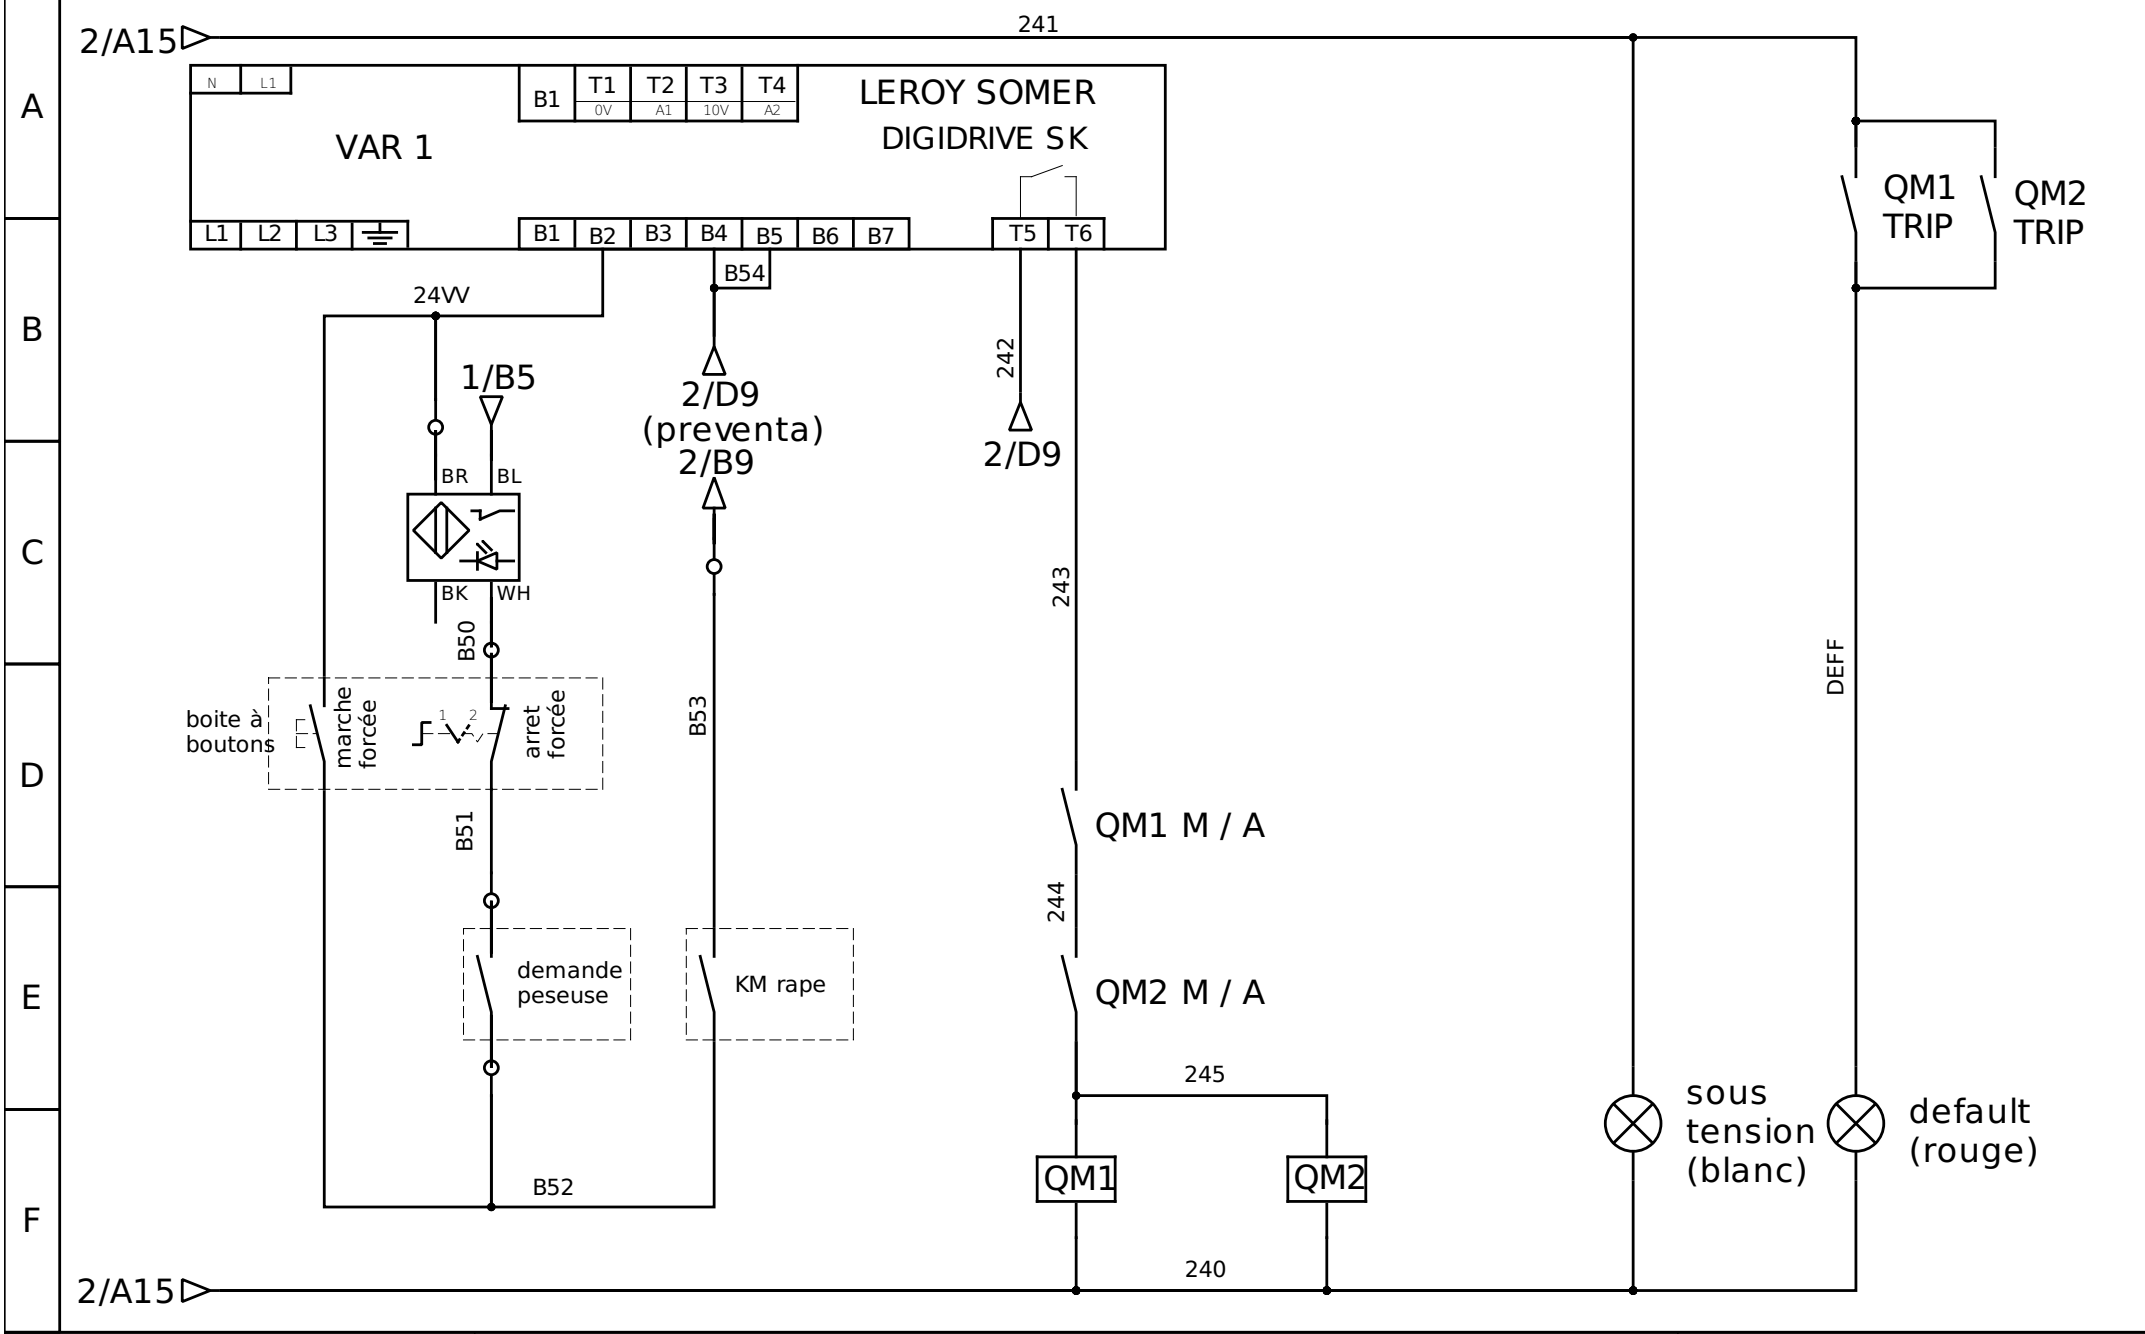 241
2/A15
N L1
B1 T1 T2 T3 T4
0V A1 10V A2
LEROY SOMER
DIGIDRIVE SK
VAR 1
A
QM1
TRIP
QM2
TRIP
L1 L2 L3
B1 B2 B3 B4 B5 B6 B7
T5 T6
B54
24VV
B
242
1/B5
2/D9
(preventa)
2/B9
2/D9
BR BL
C
BK WH
243
B50
DEFF
boite à
boutons
marche
forcée
1 2
arret
forcée
B53
D
B51
QM1 M / A
244
demande
peseuse
KM rape
QM2 M / A
E
245
sous
tension
(blanc)
default
(rouge)
QM1
QM2
B52
F
240
2/A15